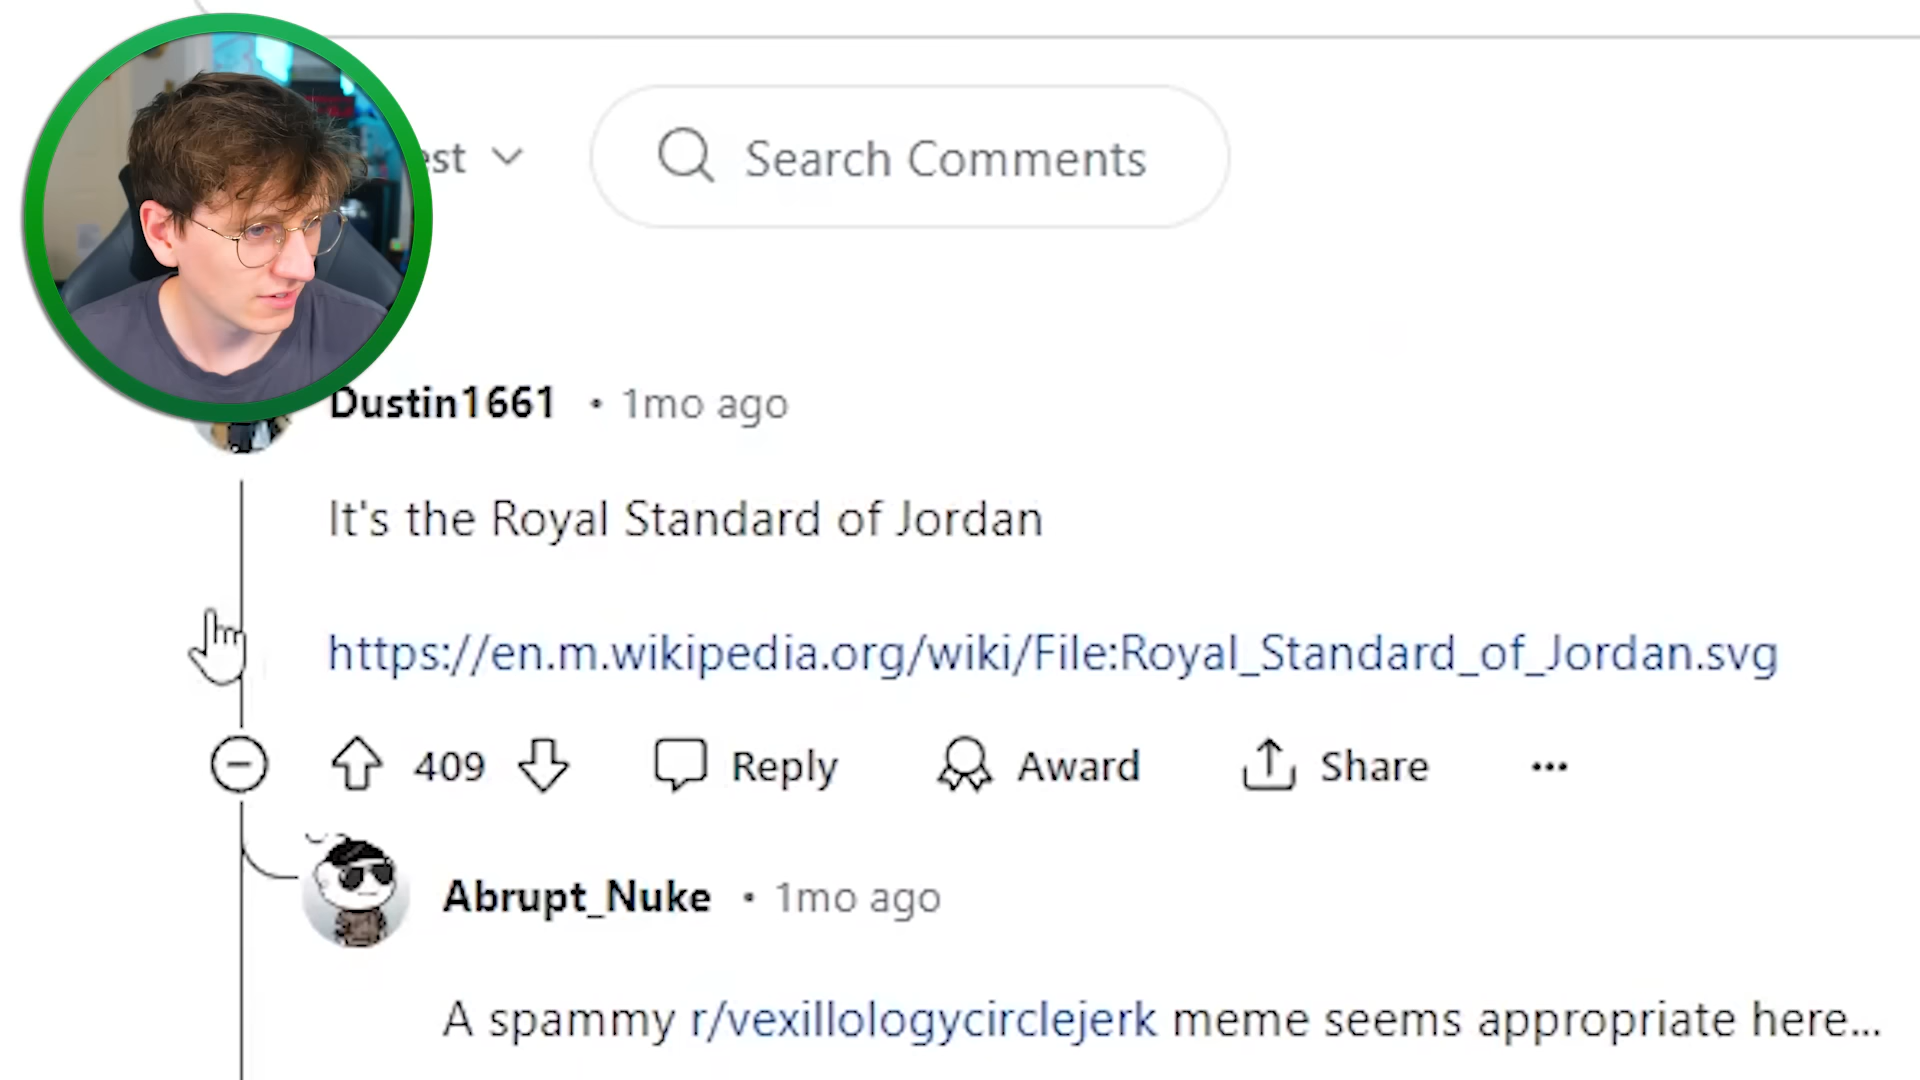 est
Search Comments
Dustin1661 • 1mo ago
It's the Royal Standard of Jordan
https://en.m.wikipedia.org/wiki/File:Royal_Standard_of_Jordan.svg
409 Reply Award Share ...
Abrupt_Nuke • 1mo ago
A spammy r/vexillologycirclejerk meme seems appropriate here...